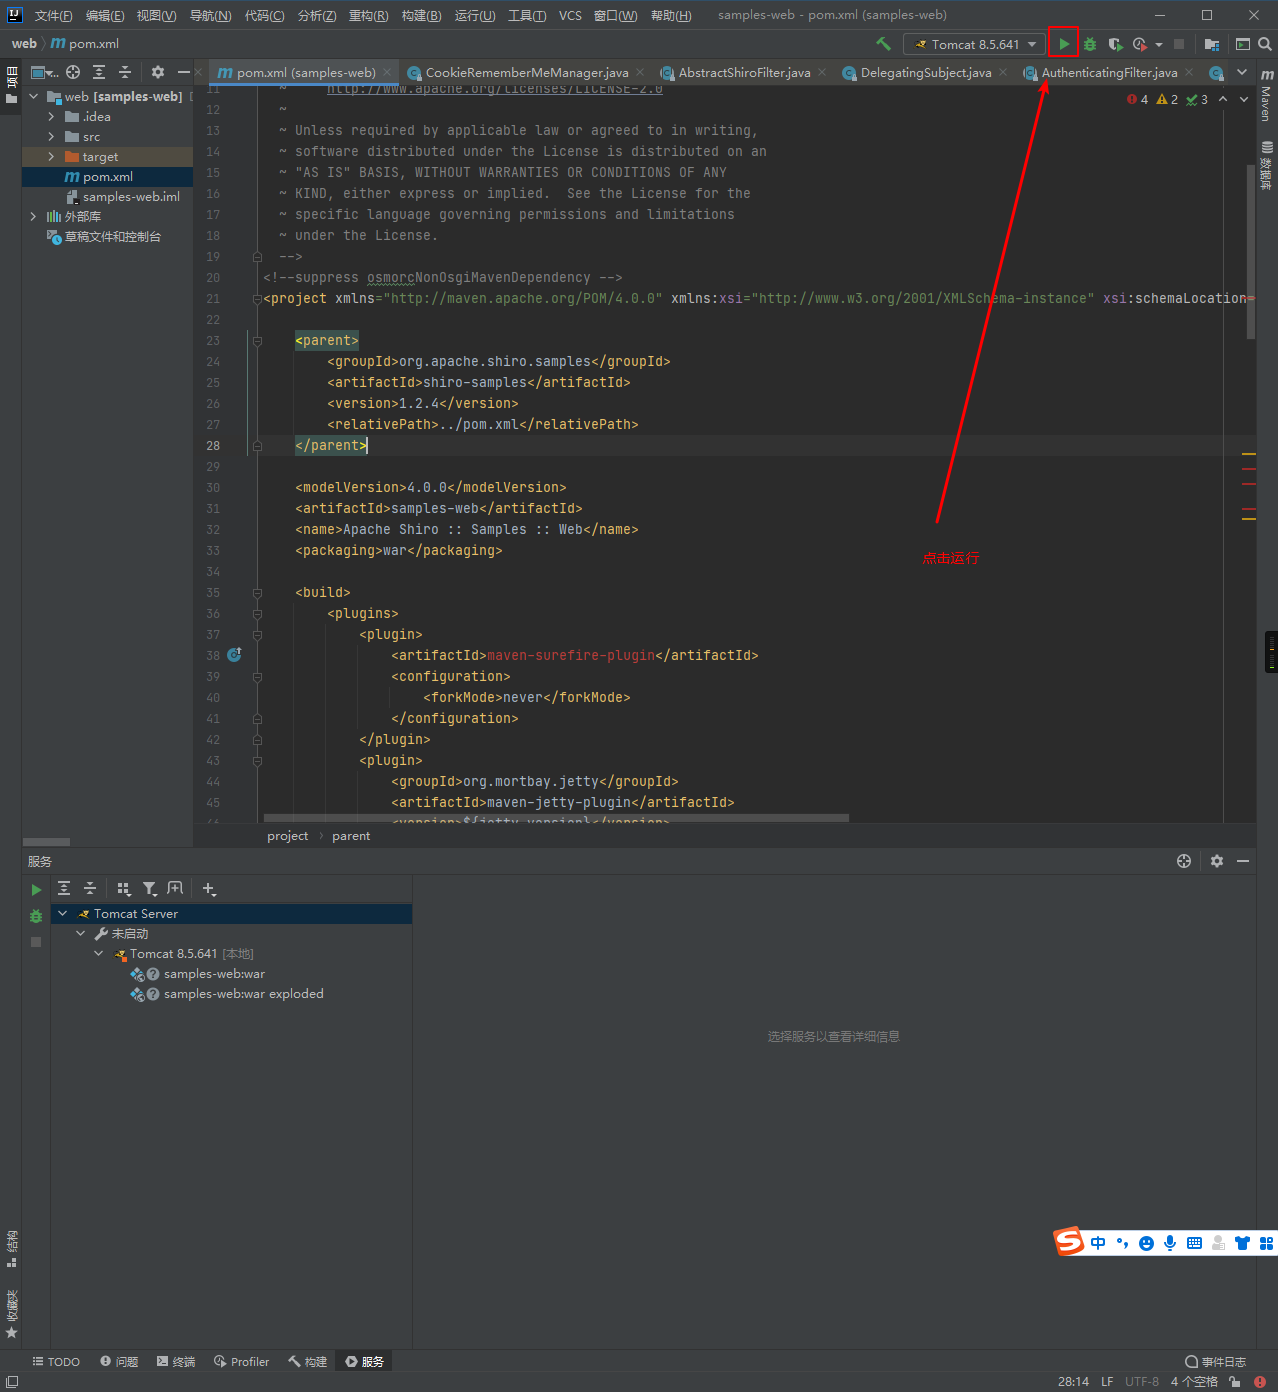 文件(F) 编辑(E) 视图(V) 导航(N) 代码(C) 分析(Z) 重构(R) 构建(B) 运行(U) 工具(T) VCS 窗口(W) 帮助(H) samples-web - pom.xml (samples-web)
web pom.xml
Tomcat 8.5.641
项目
pom.xml (samples-web) CookieRememberMeManager.java AbstractShiroFilter.java DelegatingSubject.java AuthenticatingFilter.java
Maven
数据库
4 2 3
web [samples-web]
.idea
src
target
pom.xml
samples-web.iml
外部库
草稿文件和控制台
11 ~ http://www.apache.org/licenses/LICENSE-2.0
12 ~
13 ~ Unless required by applicable law or agreed to in writing,
14 ~ software distributed under the License is distributed on an
15 ~ "AS IS" BASIS, WITHOUT WARRANTIES OR CONDITIONS OF ANY
16 ~ KIND, either express or implied. See the License for the
17 ~ specific language governing permissions and limitations
18 ~ under the License.
19 -->
20 <!--suppress osmorcNonOsgiMavenDependency -->
21 <project xmlns="http://maven.apache.org/POM/4.0.0" xmlns:xsi="http://www.w3.org/2001/XMLSchema-instance" xsi:schemaLocation=
22
23 <parent>
24 <groupId>org.apache.shiro.samples</groupId>
25 <artifactId>shiro-samples</artifactId>
26 <version>1.2.4</version>
27 <relativePath>../pom.xml</relativePath>
28 </parent>
29
30 <modelVersion>4.0.0</modelVersion>
31 <artifactId>samples-web</artifactId>
32 <name>Apache Shiro :: Samples :: Web</name>
33 <packaging>war</packaging>
34
35 <build>
36 <plugins>
37 <plugin>
38 <artifactId>maven-surefire-plugin</artifactId>
39 <configuration>
40 <forkMode>never</forkMode>
41 </configuration>
42 </plugin>
43 <plugin>
44 <groupId>org.mortbay.jetty</groupId>
45 <artifactId>maven-jetty-plugin</artifactId>
46 <version>${jetty.version}</version>
点击运行
project parent
服务
Tomcat Server
未启动
Tomcat 8.5.641 [本地]
samples-web:war
samples-web:war exploded
选择服务以查看详细信息
中
结构
收藏夹
TODO 问题 终端 Profiler 构建 服务 事件日志
28:14 LF UTF-8 4 个空格